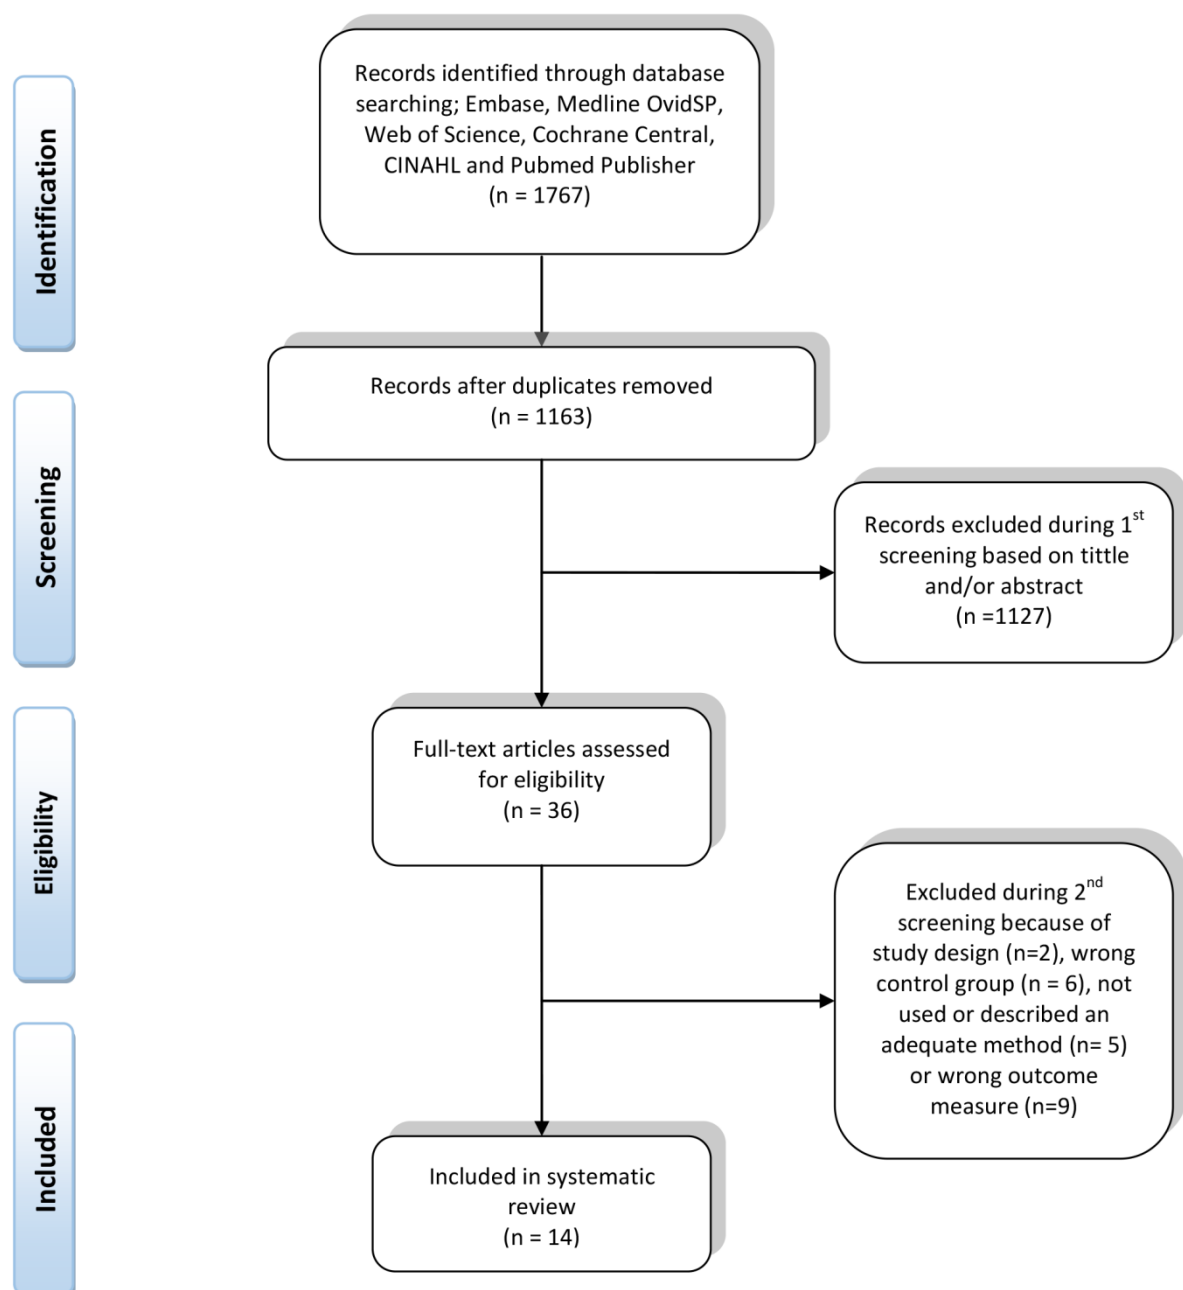 Identification
Records identified through database
searching; Embase, Medline OvidSP,
Web of Science, Cochrane Central,
CINAHL and Pubmed Publisher
(n = 1767)
Records after duplicates removed
(n = 1163)
Screening
Records excluded during 1st
screening based on tittle
and/or abstract
(n =1127)
Full-text articles assessed
for eligibility
(n = 36)
Eligibility
Excluded during 2nd
screening because of
study design (n=2), wrong
control group (n = 6), not
used or described an
adequate method (n= 5)
or wrong outcome
measure (n=9)
Included
Included in systematic
review
(n = 14)